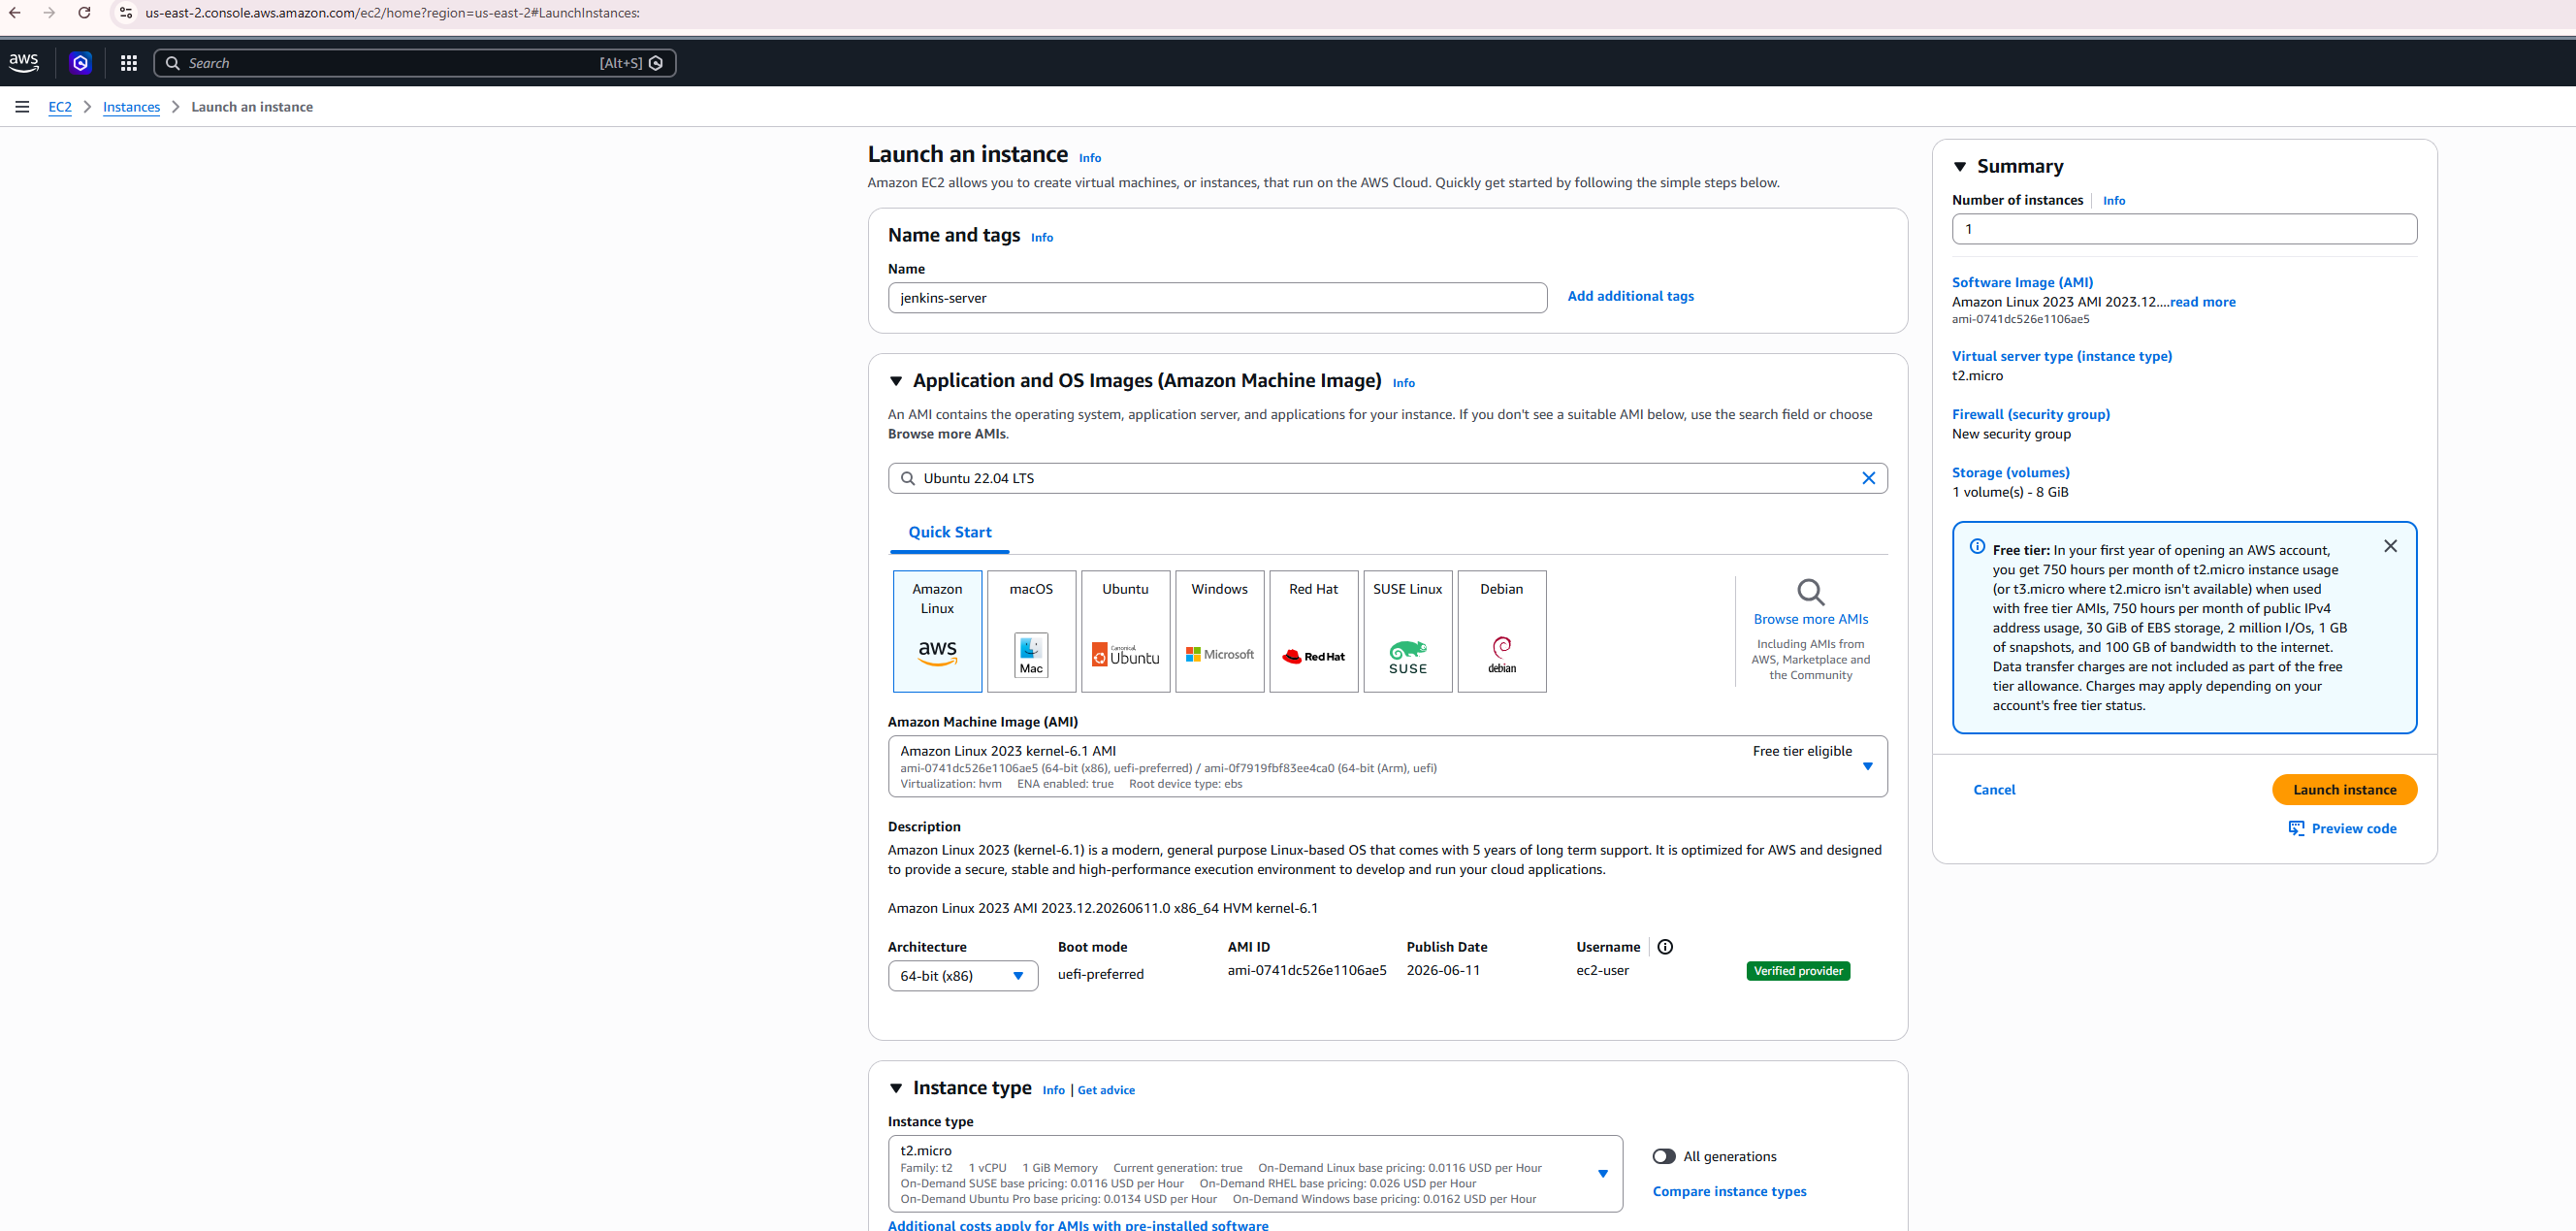 us-east-2.console.aws.amazon.com/ec2/home?region=us-east-2#LaunchInstances:
aws
Search
[Alt+S]
EC2
Instances
Launch an instance
Launch an instance
Info
Amazon EC2 allows you to create virtual machines, or instances, that run on the AWS Cloud. Quickly get started by following the simple steps below.
Name and tags
Info
Name
jenkins-server
Add additional tags
Application and OS Images (Amazon Machine Image)
Info
An AMI contains the operating system, application server, and applications for your instance. If you don't see a suitable AMI below, use the search field or choose
Browse more AMIs.
Ubuntu 22.04 LTS
Quick Start
Amazon
Linux
aws
macOS
Mac
Ubuntu
Canonical
Ubuntu
Windows
Microsoft
Red Hat
RedHat
SUSE Linux
SUSE
Debian
debian
Browse more AMIs
Including AMIs from
AWS, Marketplace and
the Community
Amazon Machine Image (AMI)
Amazon Linux 2023 kernel-6.1 AMI
Free tier eligible
ami-0741dc526e1106ae5 (64-bit (x86), uefi-preferred) / ami-0f7919fbf83ee4ca0 (64-bit (Arm), uefi)
Virtualization: hvm ENA enabled: true Root device type: ebs
Description
Amazon Linux 2023 (kernel-6.1) is a modern, general purpose Linux-based OS that comes with 5 years of long term support. It is optimized for AWS and designed
to provide a secure, stable and high-performance execution environment to develop and run your cloud applications.
Amazon Linux 2023 AMI 2023.12.20260611.0 x86_64 HVM kernel-6.1
Architecture
64-bit (x86)
Boot mode
uefi-preferred
AMI ID
ami-0741dc526e1106ae5
Publish Date
2026-06-11
Username
ec2-user
Verified provider
Instance type
Info | Get advice
Instance type
t2.micro
Family: t2 1 vCPU 1 GiB Memory Current generation: true On-Demand Linux base pricing: 0.0116 USD per Hour
On-Demand SUSE base pricing: 0.0116 USD per Hour On-Demand RHEL base pricing: 0.026 USD per Hour
On-Demand Ubuntu Pro base pricing: 0.0134 USD per Hour On-Demand Windows base pricing: 0.0162 USD per Hour
All generations
Compare instance types
Additional costs apply for AMIs with pre-installed software
Summary
Number of instances
Info
1
Software Image (AMI)
Amazon Linux 2023 AMI 2023.12....read more
ami-0741dc526e1106ae5
Virtual server type (instance type)
t2.micro
Firewall (security group)
New security group
Storage (volumes)
1 volume(s) - 8 GiB
Free tier: In your first year of opening an AWS account,
you get 750 hours per month of t2.micro instance usage
(or t3.micro where t2.micro isn't available) when used
with free tier AMIs, 750 hours per month of public IPv4
address usage, 30 GiB of EBS storage, 2 million I/Os, 1 GB
of snapshots, and 100 GB of bandwidth to the internet.
Data transfer charges are not included as part of the free
tier allowance. Charges may apply depending on your
account's free tier status.
Cancel
Launch instance
Preview code